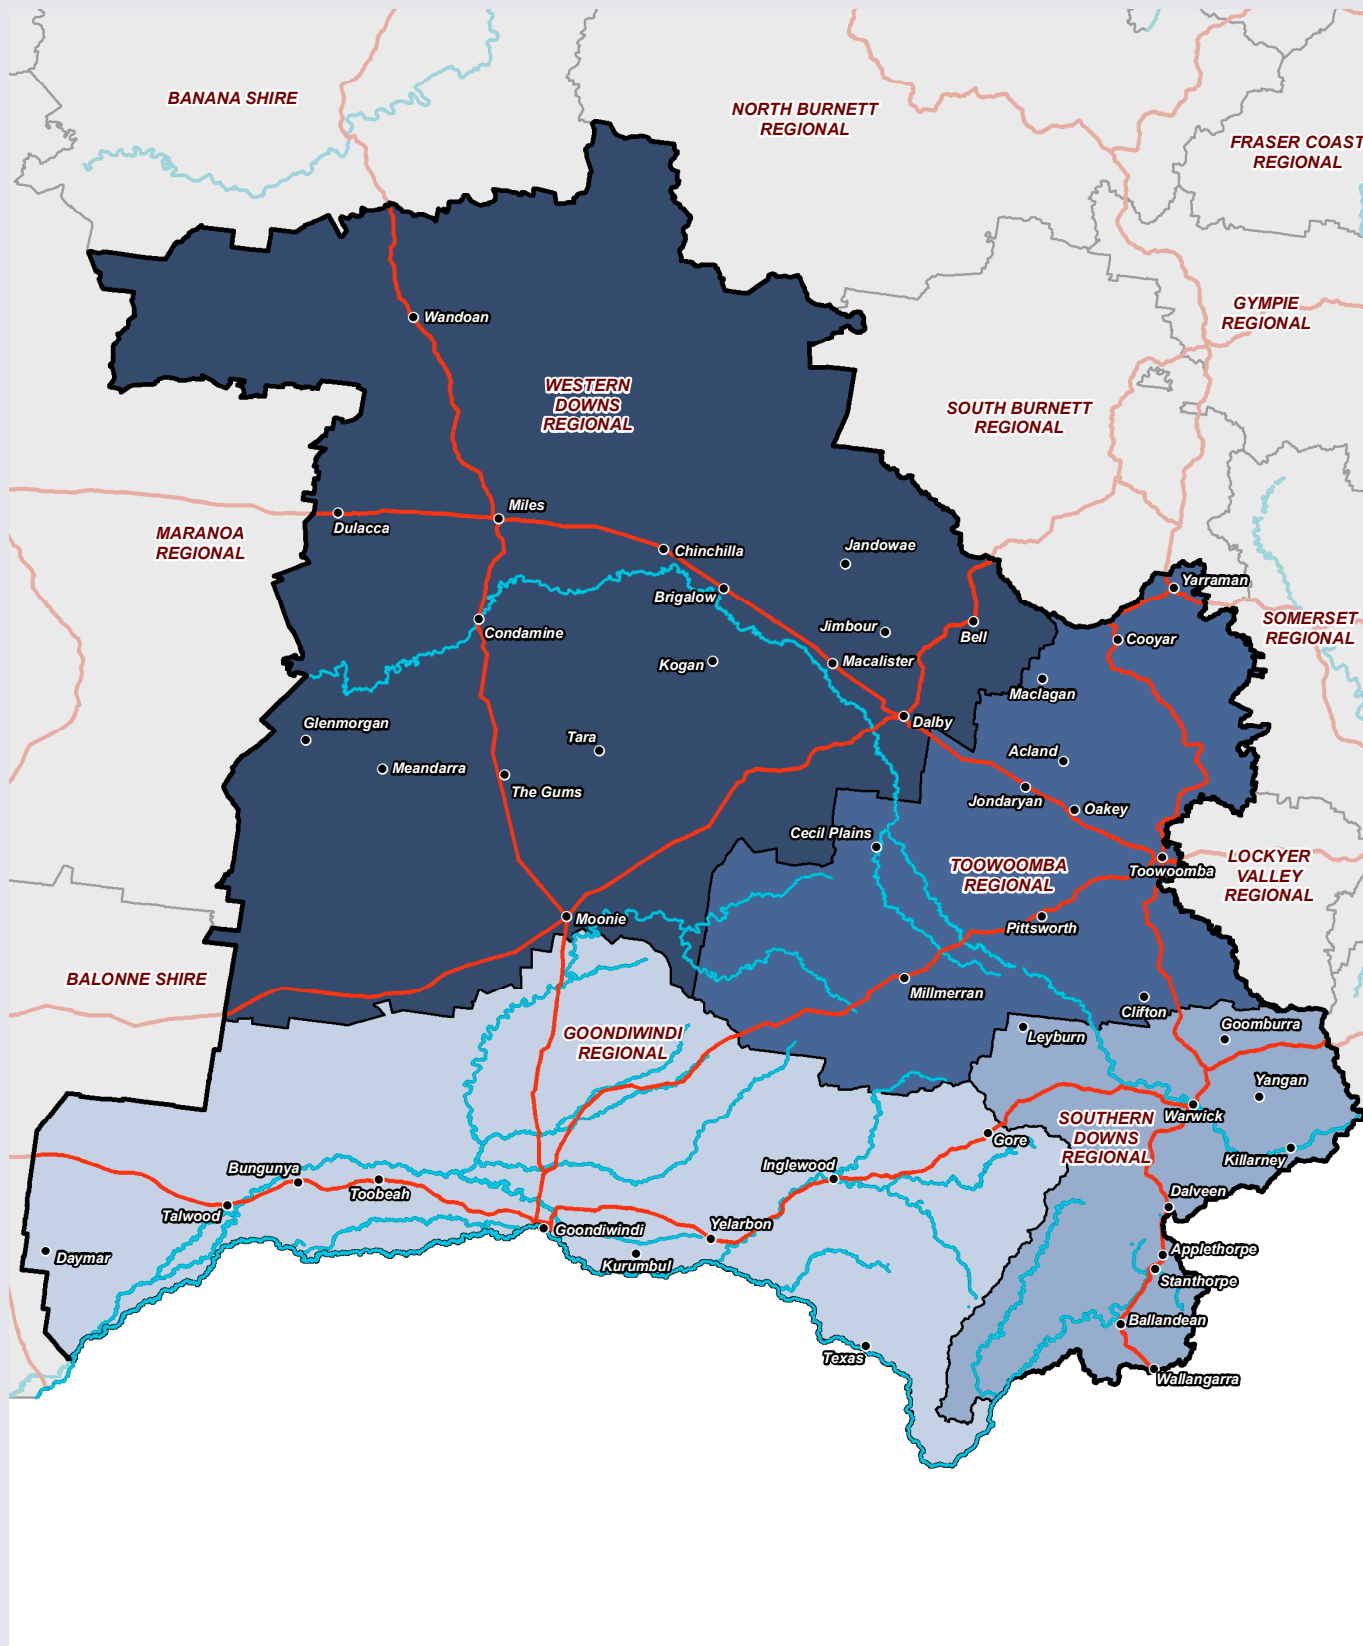 BANANA SHIRE
NORTH BURNETT
REGIONAL
FRASER COAST
REGIONAL
GYMPIE
REGIONAL
Wandoan
WESTERN
DOWNS
REGIONAL
SOUTH BURNETT
REGIONAL
Miles
Dulacca
MARANOA
REGIONAL
Chinchilla
Jandowae
Brigalow
Yarraman
Condamine
Jimbour
Bell
Cooyar
SOMERSET
REGIONAL
Kogan
Macalister
Maclagan
Glenmorgan
Tara
Dalby
Acland
Meandarra
The Gums
Jondaryan
Oakey
Cecil Plains
TOOWOOMBA
REGIONAL
Toowoomba
LOCKYER
VALLEY
REGIONAL
Moonie
Pittsworth
BALONNE SHIRE
Millmerran
Clifton
GOONDIWINDI
REGIONAL
Leyburn
Goomburra
Yangan
Warwick
SOUTHERN
DOWNS
REGIONAL
Gore
Killarney
Bungunya
Inglewood
Toobeah
Dalveen
Talwood
Goondiwindi
Yelarbon
Daymar
Kurumbul
Applethorpe
Stanthorpe
Ballandean
Texas
Wallangarra